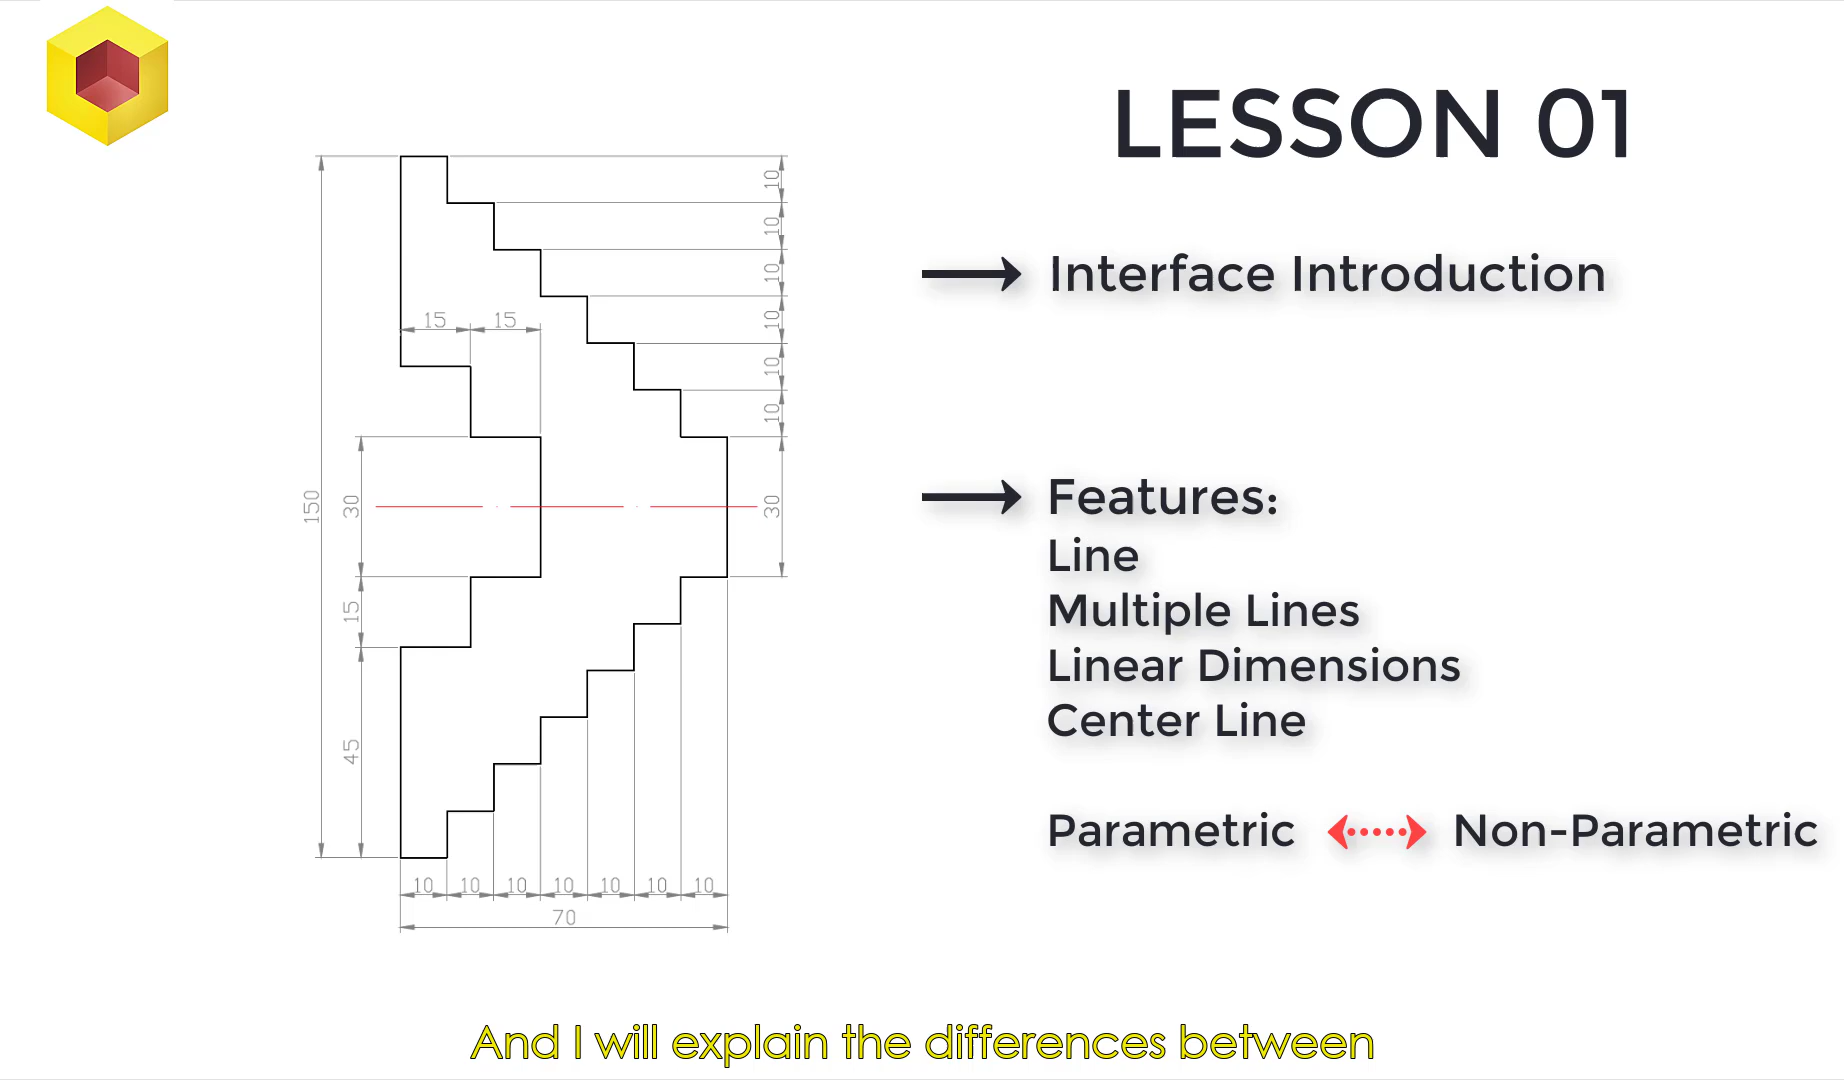 LESSON 01
Interface Introduction
Features:
Line
Multiple Lines
Linear Dimensions
Center Line
Parametric Non-Parametric
10
10
10
10
10
10
30
15 15
150
30
15
45
10 10 10 10 10 10 10
70
And I will explain the differences between